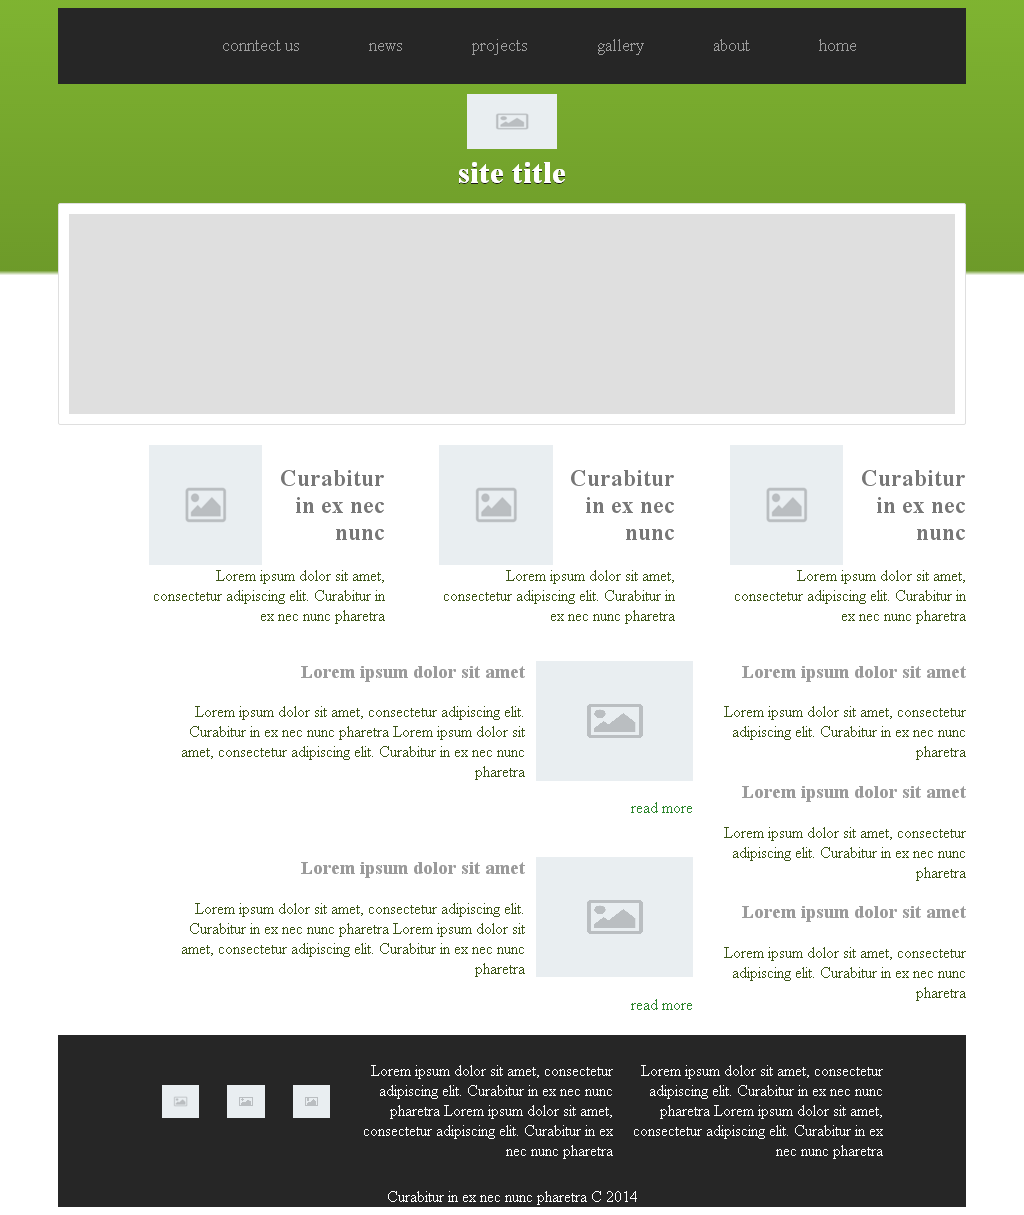 conntect us news projects gallery about home
site title
Curabitur
in ex nec
nunc
Lorem ipsum dolor sit amet,
consectetur adipiscing elit. Curabitur in
ex nec nunc pharetra
Curabitur
in ex nec
nunc
Lorem ipsum dolor sit amet,
consectetur adipiscing elit. Curabitur in
ex nec nunc pharetra
Curabitur
in ex nec
nunc
Lorem ipsum dolor sit amet,
consectetur adipiscing elit. Curabitur in
ex nec nunc pharetra
Lorem ipsum dolor sit amet
Lorem ipsum dolor sit amet, consectetur adipiscing elit.
Curabitur in ex nec nunc pharetra Lorem ipsum dolor sit
amet, consectetur adipiscing elit. Curabitur in ex nec nunc
pharetra
read more
Lorem ipsum dolor sit amet
Lorem ipsum dolor sit amet, consectetur adipiscing elit.
Curabitur in ex nec nunc pharetra Lorem ipsum dolor sit
amet, consectetur adipiscing elit. Curabitur in ex nec nunc
pharetra
read more
Lorem ipsum dolor sit amet
Lorem ipsum dolor sit amet, consectetur
adipiscing elit. Curabitur in ex nec nunc
pharetra
Lorem ipsum dolor sit amet
Lorem ipsum dolor sit amet, consectetur
adipiscing elit. Curabitur in ex nec nunc
pharetra
Lorem ipsum dolor sit amet
Lorem ipsum dolor sit amet, consectetur
adipiscing elit. Curabitur in ex nec nunc
pharetra
Lorem ipsum dolor sit amet, consectetur
adipiscing elit. Curabitur in ex nec nunc
pharetra Lorem ipsum dolor sit amet,
consectetur adipiscing elit. Curabitur in ex
nec nunc pharetra
Lorem ipsum dolor sit amet, consectetur
adipiscing elit. Curabitur in ex nec nunc
pharetra Lorem ipsum dolor sit amet,
consectetur adipiscing elit. Curabitur in ex
nec nunc pharetra
Curabitur in ex nec nunc pharetra C 2014